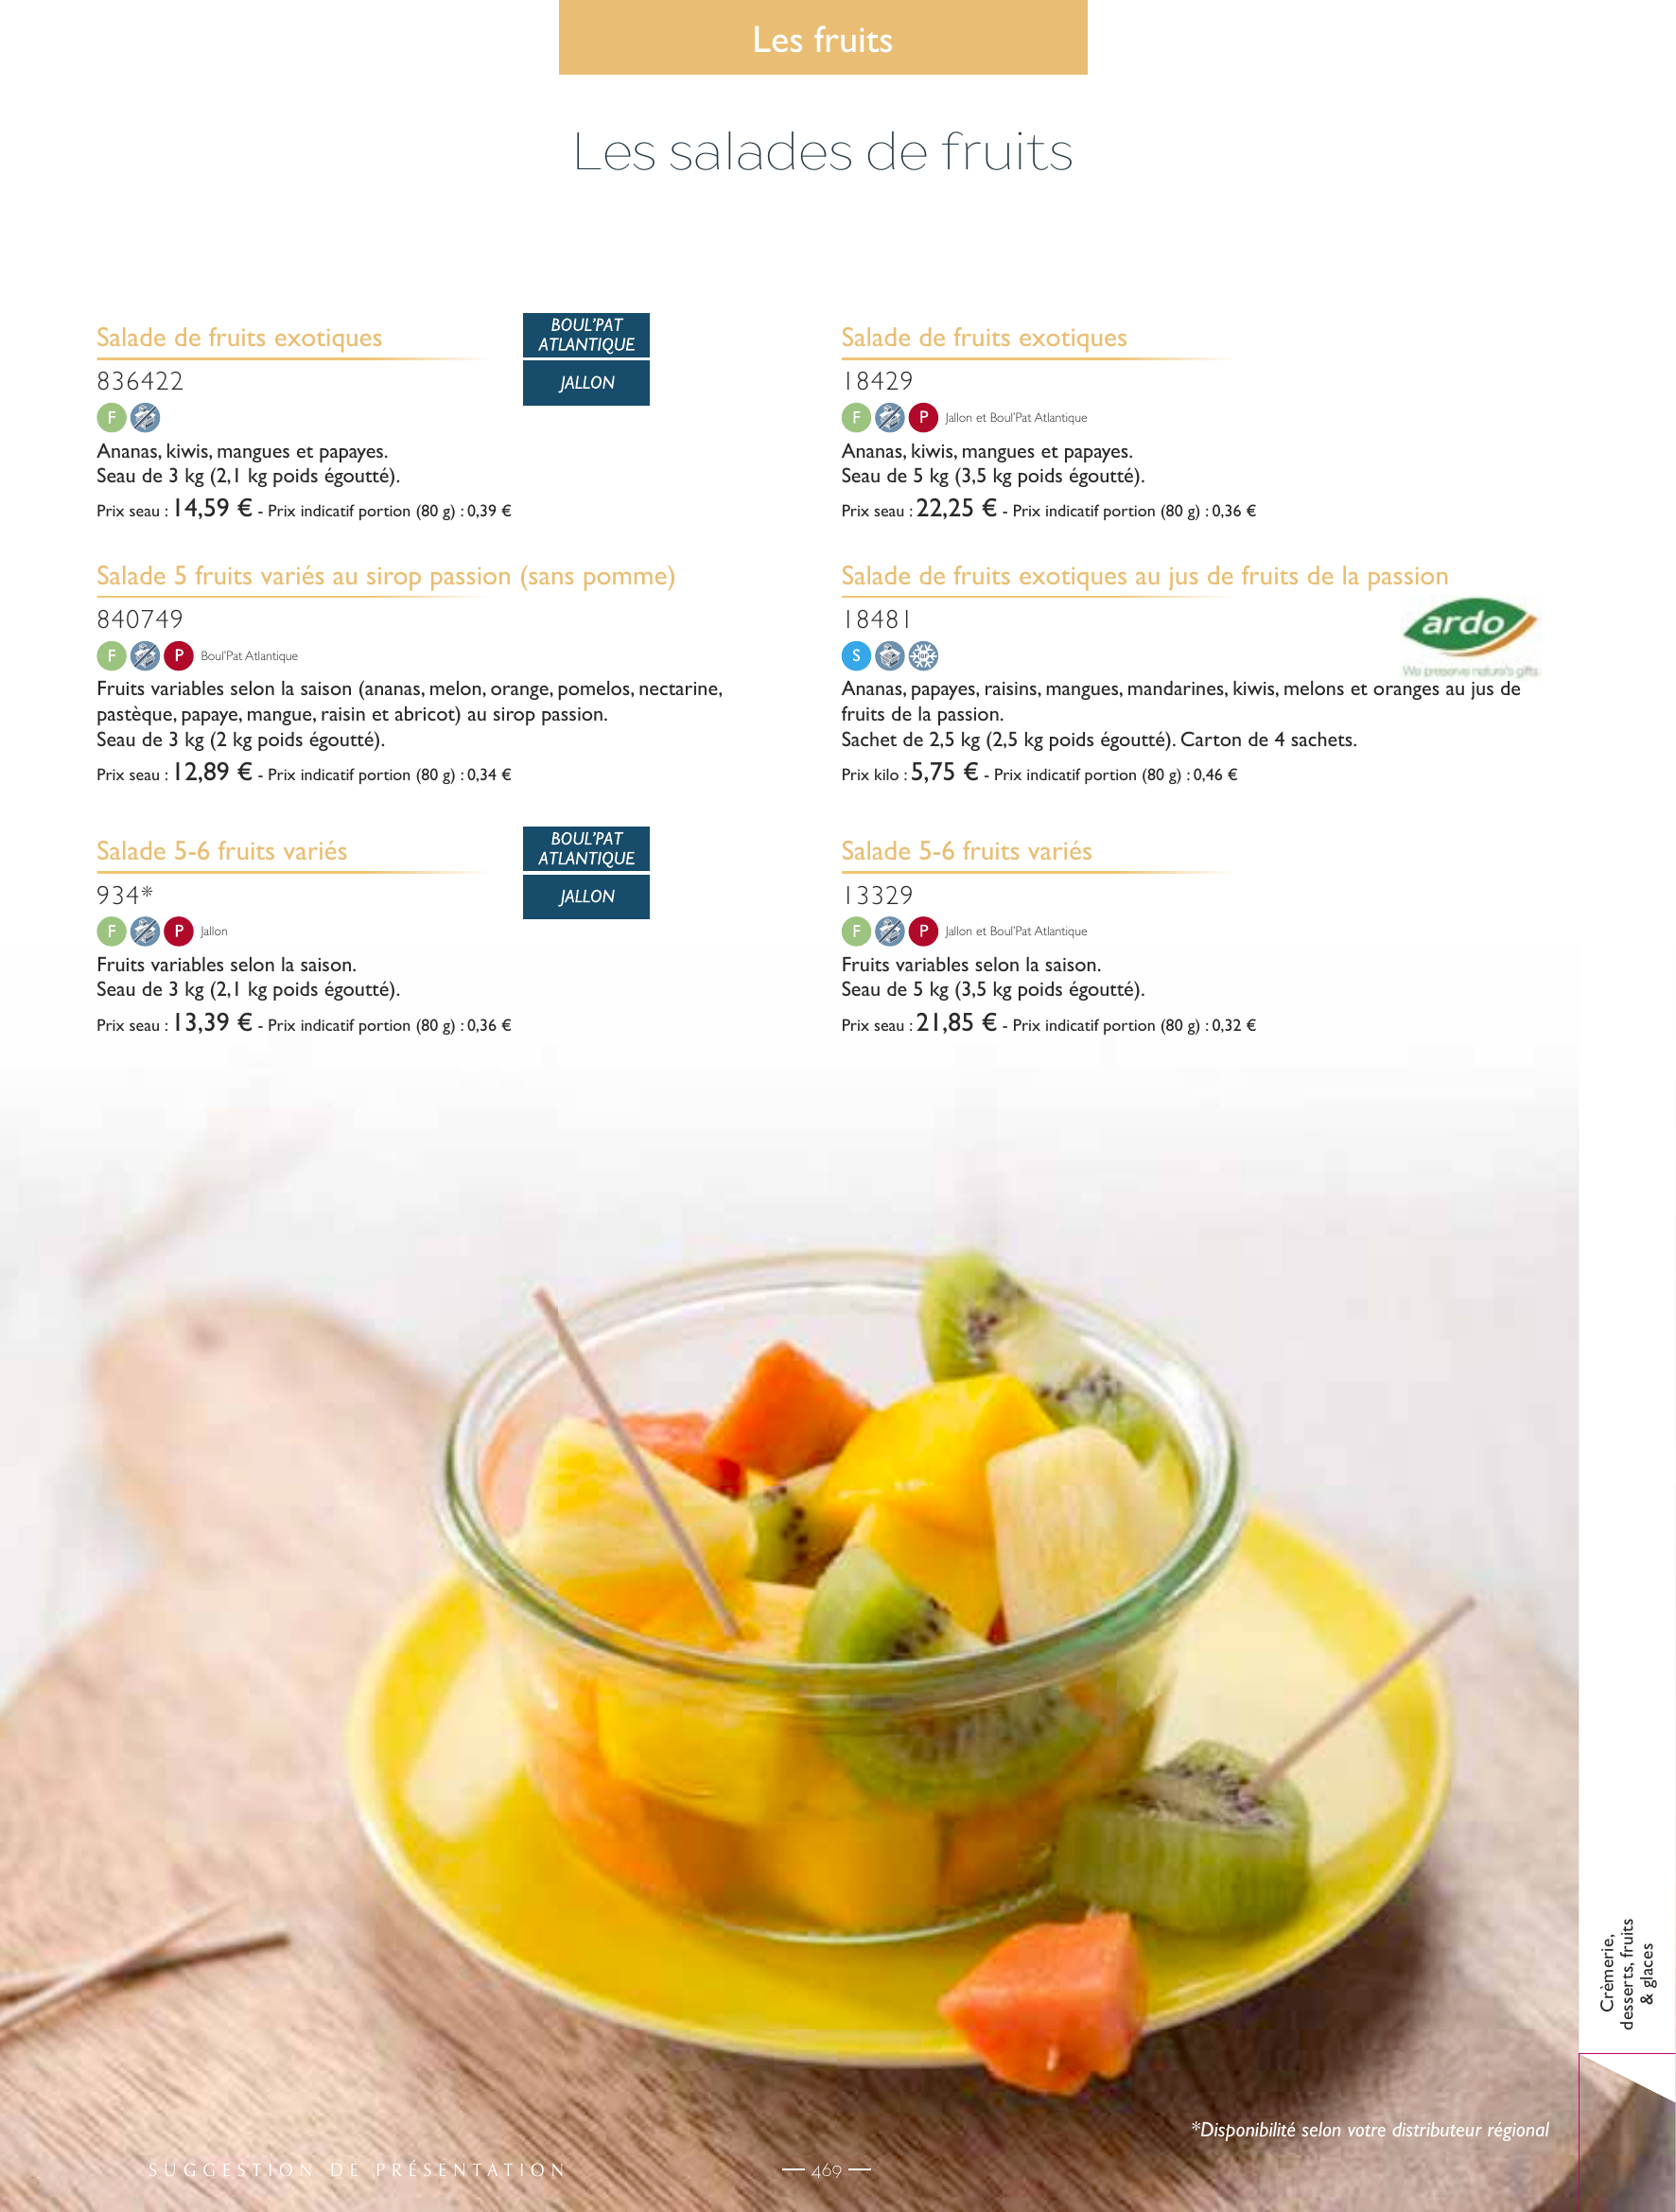 Les fruits
Les salades de fruits
Salade de fruits exotiques
BOUL'PAT
ATLANTIQUE
JALLON
836422
F
Ananas, kiwis, mangues et papayes.
Seau de 3 kg (2,1 kg poids égoutté).
Prix seau : 14,59 € - Prix indicatif portion (80 g) : 0,39 €
Salade de fruits exotiques
18429
F P Jallon et Boul'Pat Atlantique
Ananas, kiwis, mangues et papayes.
Seau de 5 kg (3,5 kg poids égoutté).
Prix seau : 22,25 € - Prix indicatif portion (80 g) : 0,36 €
Salade 5 fruits variés au sirop passion (sans pomme)
840749
F P Boul'Pat Atlantique
Fruits variables selon la saison (ananas, melon, orange, pomelos, nectarine,
pastèque, papaye, mangue, raisin et abricot) au sirop passion.
Seau de 3 kg (2 kg poids égoutté).
Prix seau : 12,89 € - Prix indicatif portion (80 g) : 0,34 €
Salade de fruits exotiques au jus de fruits de la passion
18481
S
ardo
We preserve nature's gifts
Ananas, papayes, raisins, mangues, mandarines, kiwis, melons et oranges au jus de
fruits de la passion.
Sachet de 2,5 kg (2,5 kg poids égoutté). Carton de 4 sachets.
Prix kilo : 5,75 € - Prix indicatif portion (80 g) : 0,46 €
Salade 5-6 fruits variés
BOUL'PAT
ATLANTIQUE
JALLON
934*
F P Jallon
Fruits variables selon la saison.
Seau de 3 kg (2,1 kg poids égoutté).
Prix seau : 13,39 € - Prix indicatif portion (80 g) : 0,36 €
Salade 5-6 fruits variés
13329
F P Jallon et Boul'Pat Atlantique
Fruits variables selon la saison.
Seau de 5 kg (3,5 kg poids égoutté).
Prix seau : 21,85 € - Prix indicatif portion (80 g) : 0,32 €
Crèmerie,
desserts, fruits
& glaces
*Disponibilité selon votre distributeur régional
SUGGESTION DE PRÉSENTATION
— 469 —